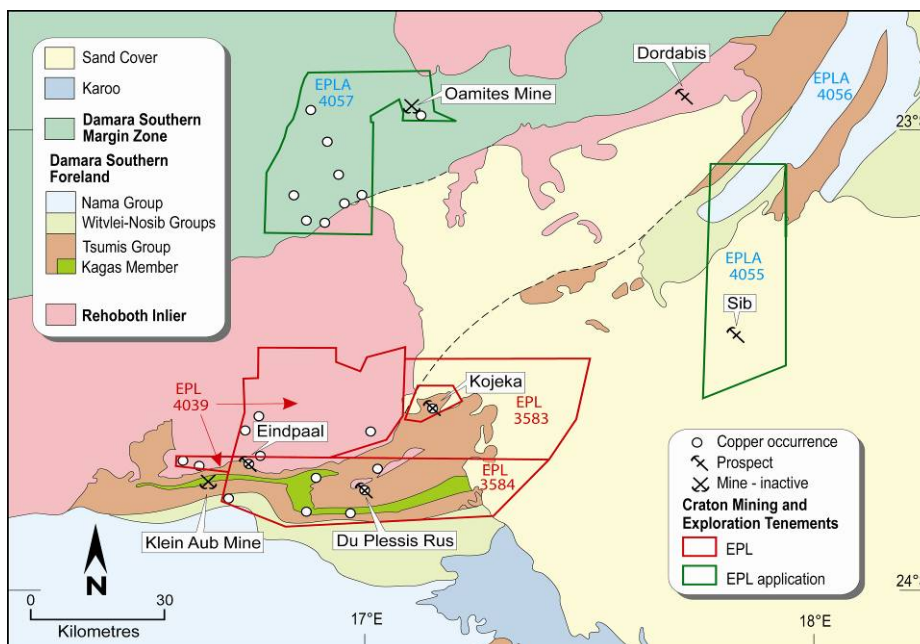 Sand Cover
Karoo
Damara Southern
Margin Zone
Damara Southern
Foreland
Nama Group
Witvlei-Nosib Groups
Tsumis Group
Kagas Member
Rehoboth Inlier
EPLA
4057
Oamites Mine
Dordabis
EPLA
4056
23°S
EPLA
4055
Sib
EPL
4039
Eindpaal
Kojeka
EPL
3583
EPL
3584
Klein Aub Mine
Du Plessis Rus
Copper occurrence
Prospect
Mine - inactive
Craton Mining and
Exploration Tenements
EPL
EPL application
24°S
N
0 30
Kilometres
17°E
18°E